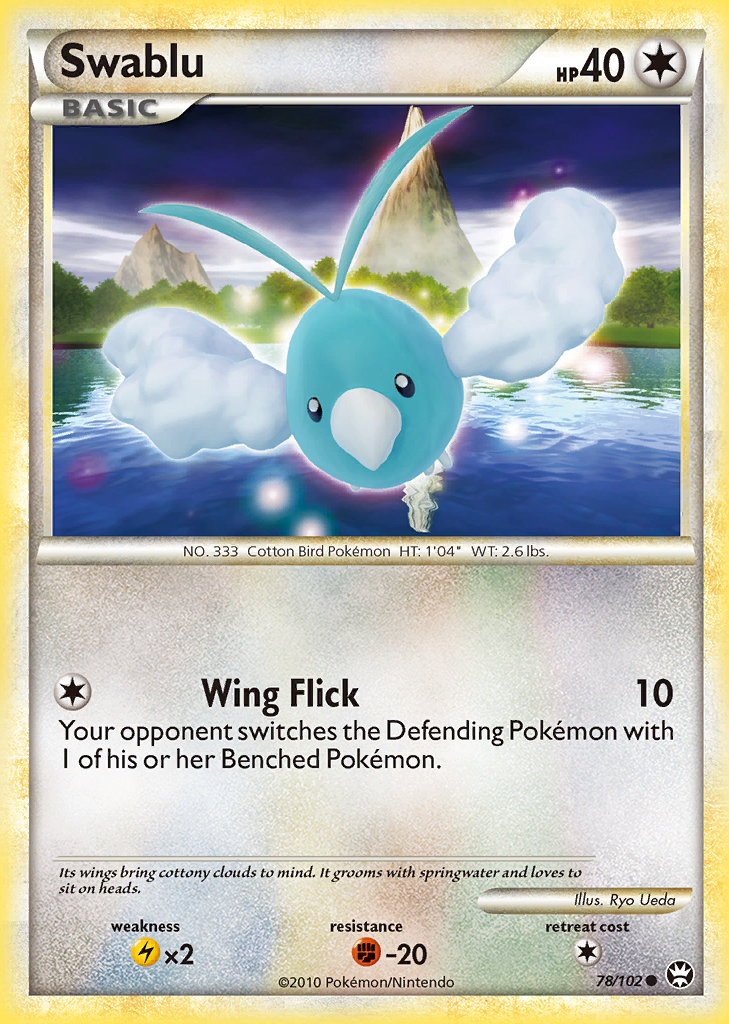 Swablu
HP40
BASIC
NO. 333 Cotton Bird Pokémon HT: 1'04" WT: 2.6 lbs.
Wing Flick 10
Your opponent switches the Defending Pokémon with
1 of his or her Benched Pokémon.
Its wings bring cottony clouds to mind. It grooms with springwater and loves to
sit on heads.
Illus. Ryo Ueda
weakness resistance retreat cost
×2 -20
©2010 Pokémon/Nintendo 78/102